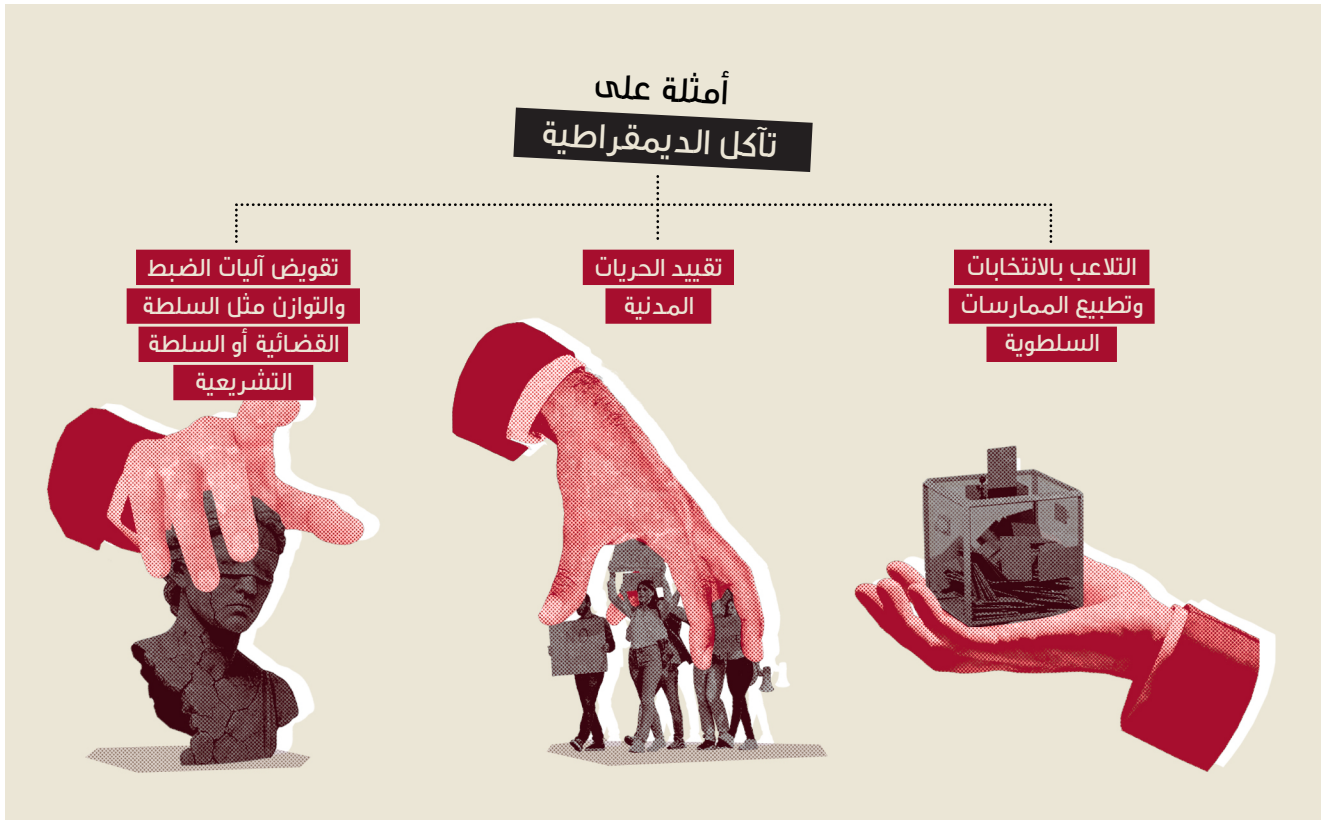 أمثلة على
تآكل الديمقراطية
التلاعب بالانتخابات
وتطبيع الممارسات
السلطوية
تقييد الحريات
المدنية
تقويض آليات الضبط
والتوازن مثل السلطة
القضائية أو السلطة
التشريعية